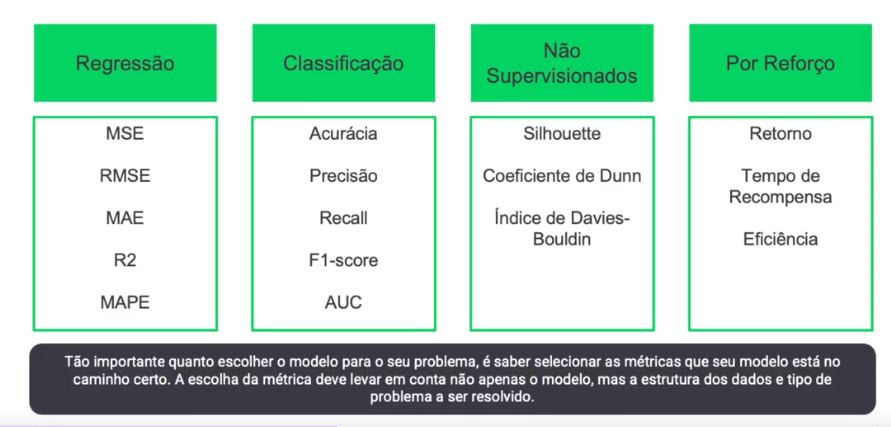 Regressão
Classificação
Não
Supervisionados
Por Reforço
MSE
RMSE
MAE
R2
MAPE
Acurácia
Precisão
Recall
F1-score
AUC
Silhouette
Coeficiente de Dunn
Índice de Davies-
Bouldin
Retorno
Tempo de
Recompensa
Eficiência
Tão importante quanto escolher o modelo para o seu problema, é saber selecionar as métricas que seu modelo está no
caminho certo. A escolha da métrica deve levar em conta não apenas o modelo, mas a estrutura dos dados e tipo de
problema a ser resolvido.